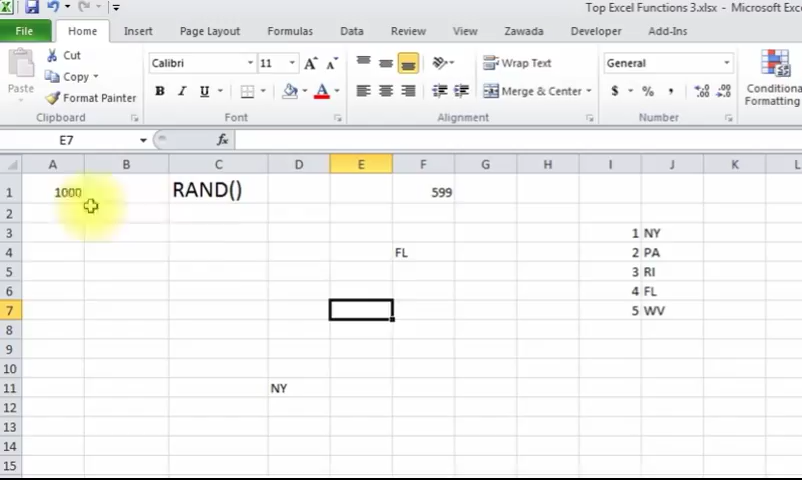 Top Excel Functions 3.xlsx - Microsoft Exce
File Home Insert Page Layout Formulas Data Review View Zawada Developer Add-Ins
Paste
Cut
Copy
Format Painter
Calibri 11 A A
B I U A
Wrap Text
Merge & Center
General
$ % , .00 .0
Conditiona
Formatting
Clipboard Font Alignment Number
E7 fx
A B C D E F G H I J K L
1 1000 RAND() 599
2
3 1 NY
4 FL 2 PA
5 3 RI
6 4 FL
7 5 WV
8
9
10
11 NY
12
13
14
15